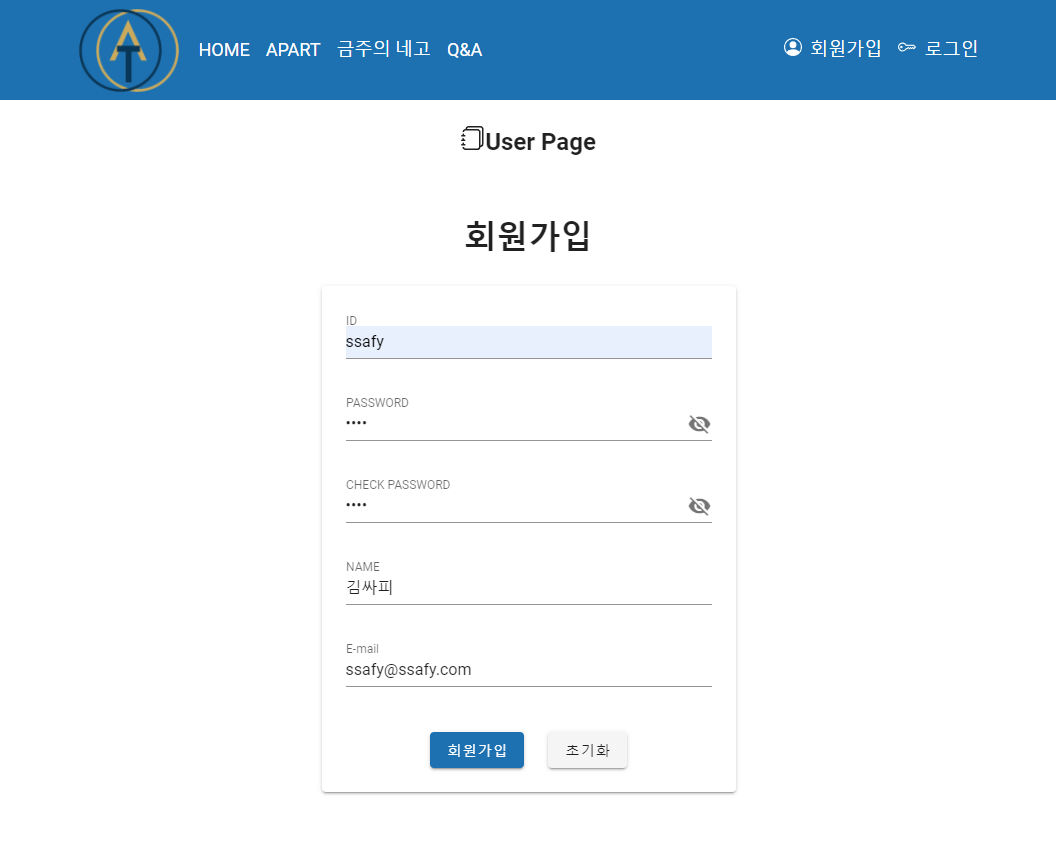 AT
HOME APART 금주의 네고 Q&A 회원가입 로그인
User Page
회원가입
ID
ssafy
PASSWORD
••••
CHECK PASSWORD
••••
NAME
김싸피
E-mail
ssafy@ssafy.com
회원가입 초기화